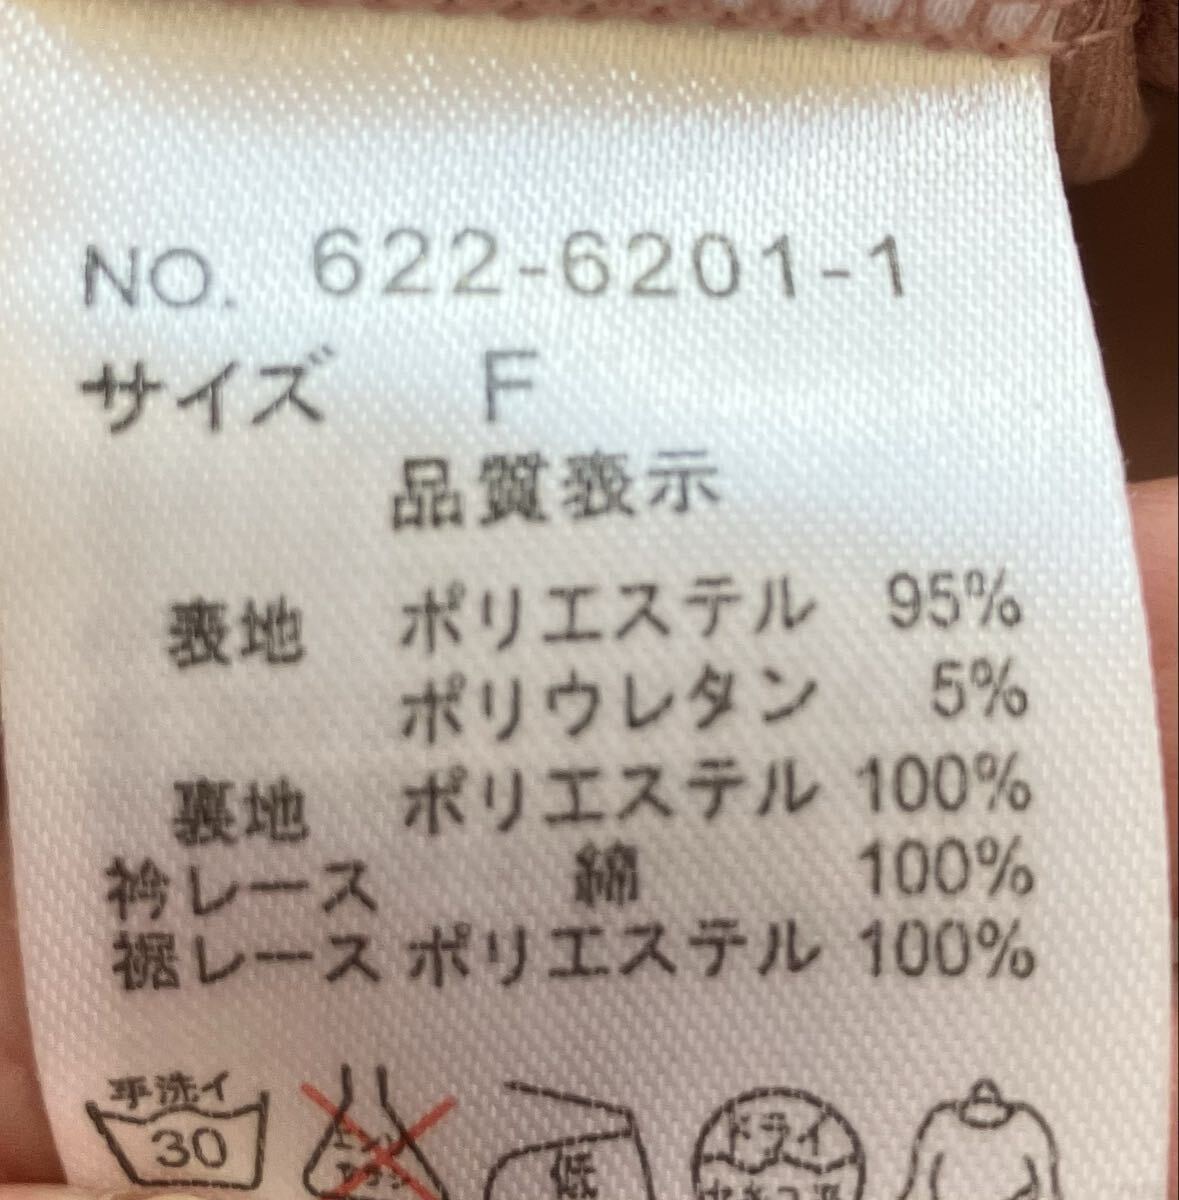 NO. 622-6201-1
サイズ F
品質表示
表地 ポリエステル 95%
ポリウレタン 5%
裏地 ポリエステル 100%
衿レース 綿 100%
裾レース ポリエステル 100%
手洗イ
30
エンソ
低
ドライ